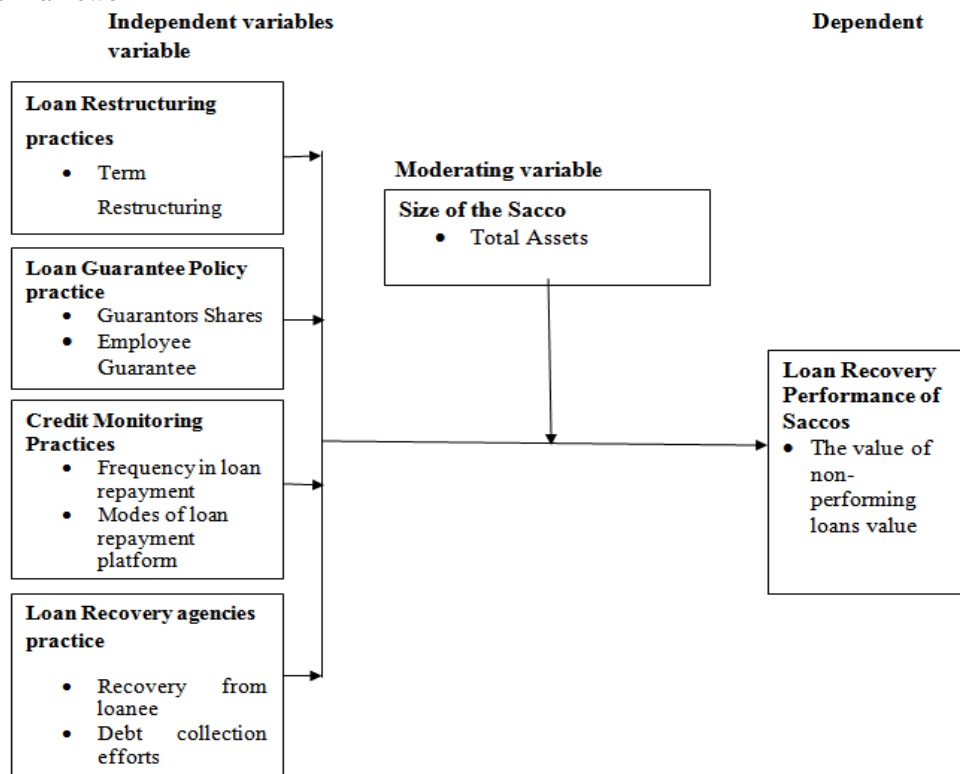 Independent variables
variable
Dependent
Loan Restructuring
practices
• Term
Restructuring
Loan Guarantee Policy
practice
• Guarantors Shares
• Employee
Guarantee
Credit Monitoring
Practices
• Frequency in loan
repayment
• Modes of loan
repayment
platform
Loan Recovery agencies
practice
• Recovery from
loanee
• Debt collection
efforts
Moderating variable
Size of the Sacco
• Total Assets
Loan Recovery
Performance of
Saccos
• The value of
non-
performing
loans value